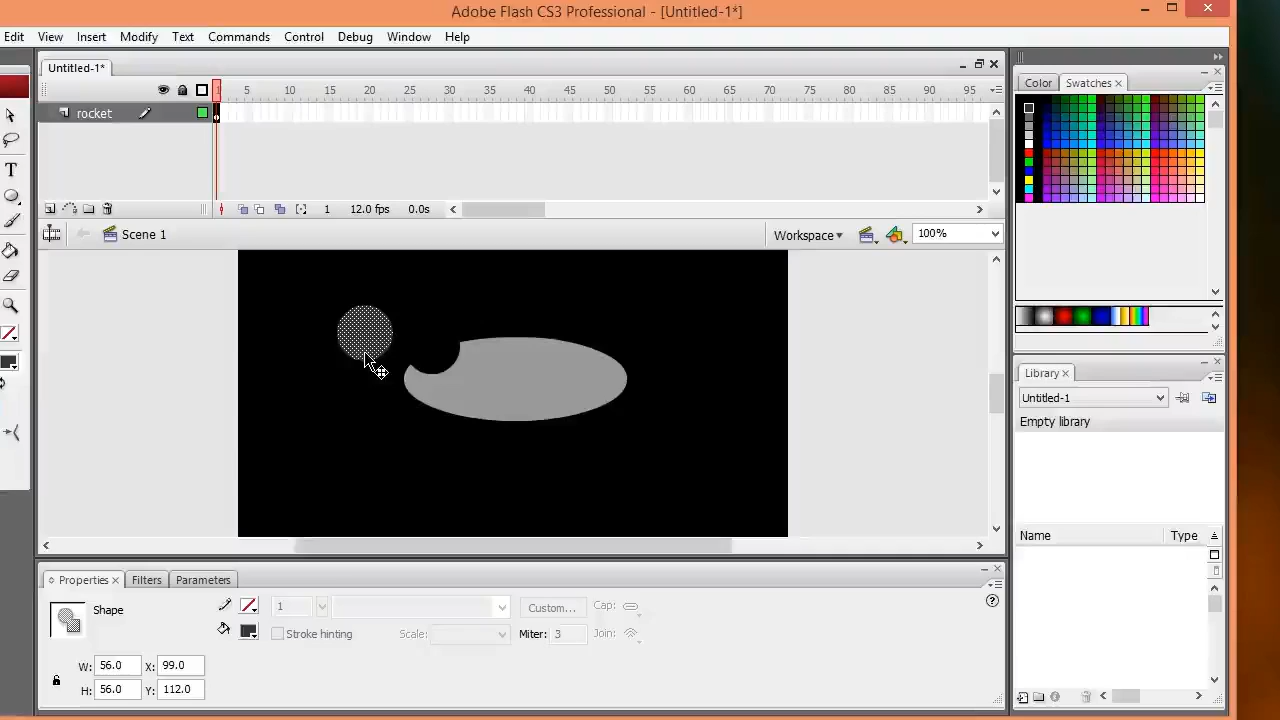 Adobe Flash CS3 Professional - [Untitled-1*]
Edit View Insert Modify Text Commands Control Debug Window Help
Untitled-1*
1 5 10 15 20 25 30 35 40 45 50 55 60 65 70 75 80 85 90 95
rocket
1 12.0 fps 0.0s
Scene 1 Workspace 100%
Color Swatches
Library
Untitled-1
Empty library
Name Type
Properties Filters Parameters
Shape 1 Custom... Cap:
Stroke hinting Scale: Miter: 3 Join:
W: 56.0 X: 99.0
H: 56.0 Y: 112.0